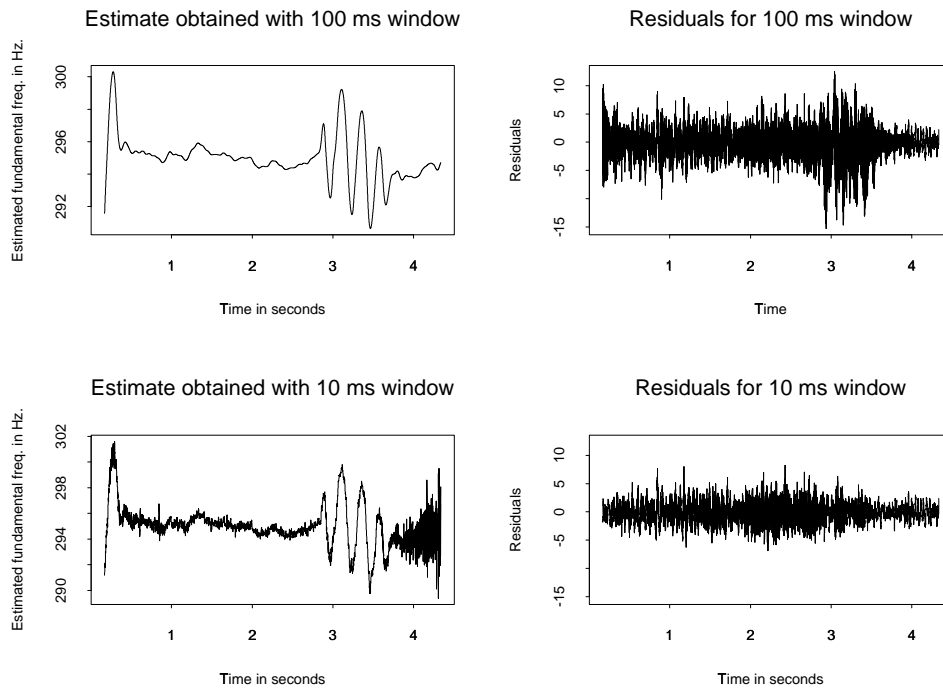 Estimate obtained with 100 ms window
Estimated fundamental freq. in Hz.
300
296
292
1 2 3 4
Time in seconds
Residuals for 100 ms window
Residuals
10
5
0
-5
-15
1 2 3 4
Time
Estimate obtained with 10 ms window
Estimated fundamental freq. in Hz.
302
298
294
290
1 2 3 4
Time in seconds
Residuals for 10 ms window
Residuals
10
5
0
-5
-15
1 2 3 4
Time in seconds